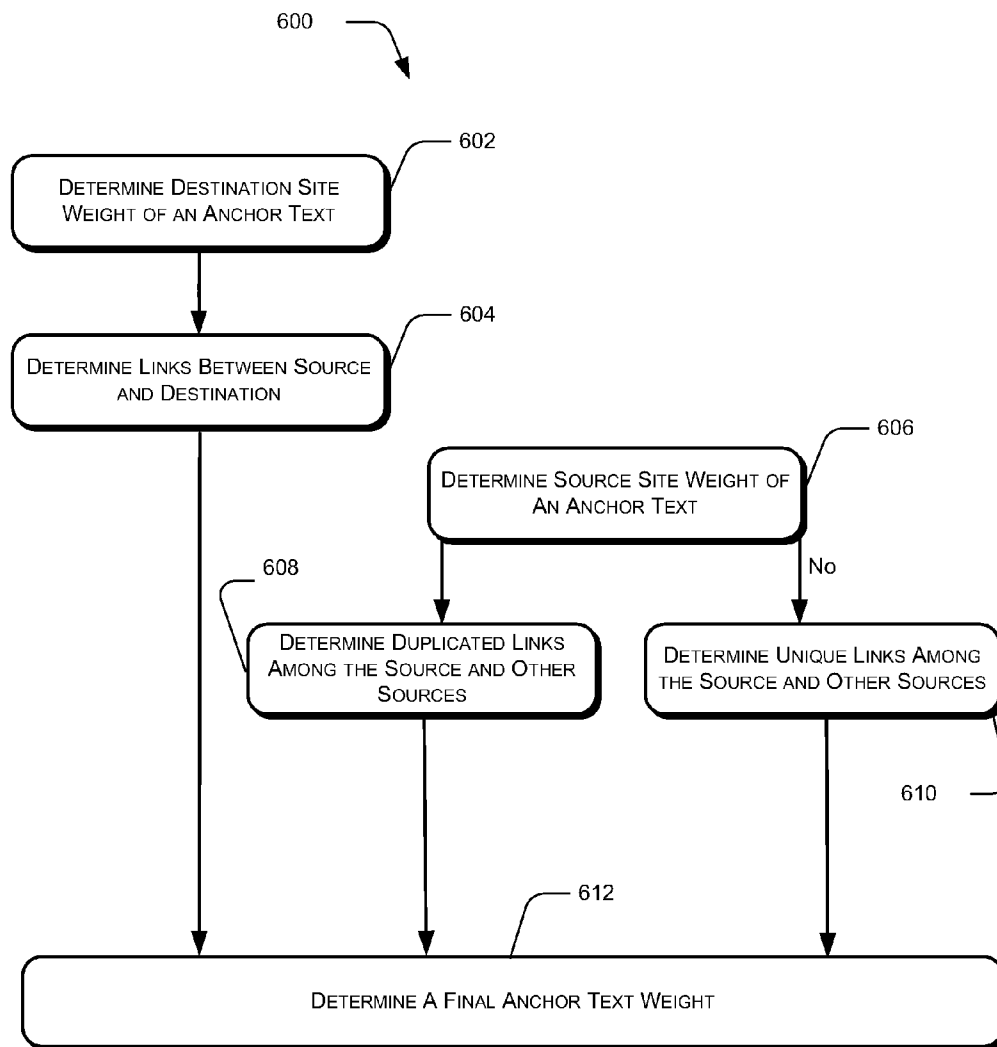 600
602
DETERMINE DESTINATION SITE
WEIGHT OF AN ANCHOR TEXT
604
DETERMINE LINKS BETWEEN SOURCE
AND DESTINATION
606
DETERMINE SOURCE SITE WEIGHT OF
AN ANCHOR TEXT
608
No
DETERMINE DUPLICATED LINKS
AMONG THE SOURCE AND OTHER
SOURCES
DETERMINE UNIQUE LINKS AMONG
THE SOURCE AND OTHER SOURCES
610
612
DETERMINE A FINAL ANCHOR TEXT WEIGHT